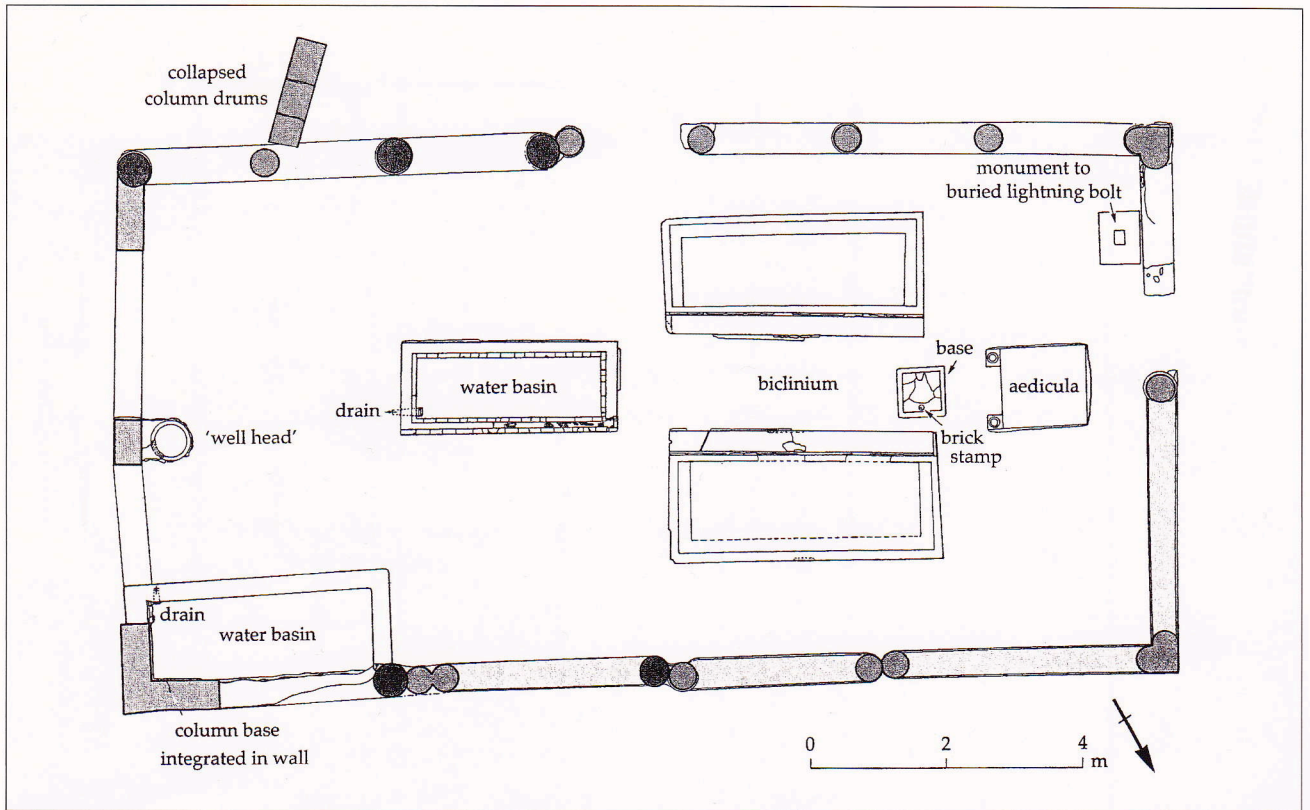 collapsed
column drums
monument to
buried lightning bolt
base
water basin
biclinium
aedicula
drain
'well head'
brick
stamp
drain
water basin
column base
integrated in wall
0
2
4
m